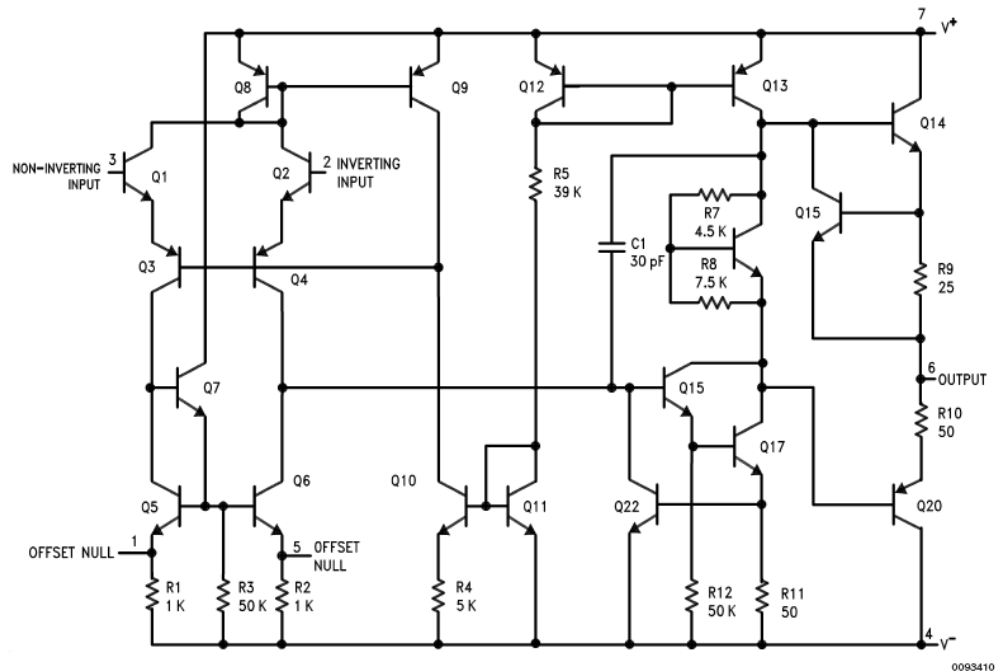 7
V+
Q8
Q9
Q12
Q13
Q14
3
NON-INVERTING
INPUT
Q1
Q2
2 INVERTING
INPUT
R5
39 K
R7
4.5 K
Q15
C1
30 pF
R8
7.5 K
Q3
Q4
R9
25
6
OUTPUT
Q7
Q15
R10
50
Q17
Q5
Q6
Q10
Q11
Q22
Q20
OFFSET NULL
1
5
OFFSET
NULL
R1
1 K
R3
50 K
R2
1 K
R4
5 K
R12
50 K
R11
50
4
V-
0093410